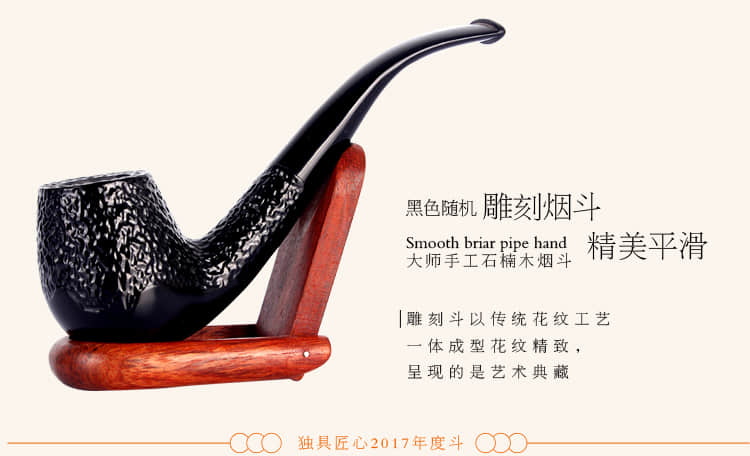 黑色随机 雕刻烟斗
Smooth briar pipe hand 精美平滑
大师手工石楠木烟斗
雕刻斗以传统花纹工艺
一体成型花纹精致，
呈现的是艺术典藏
独具匠心2017年度斗